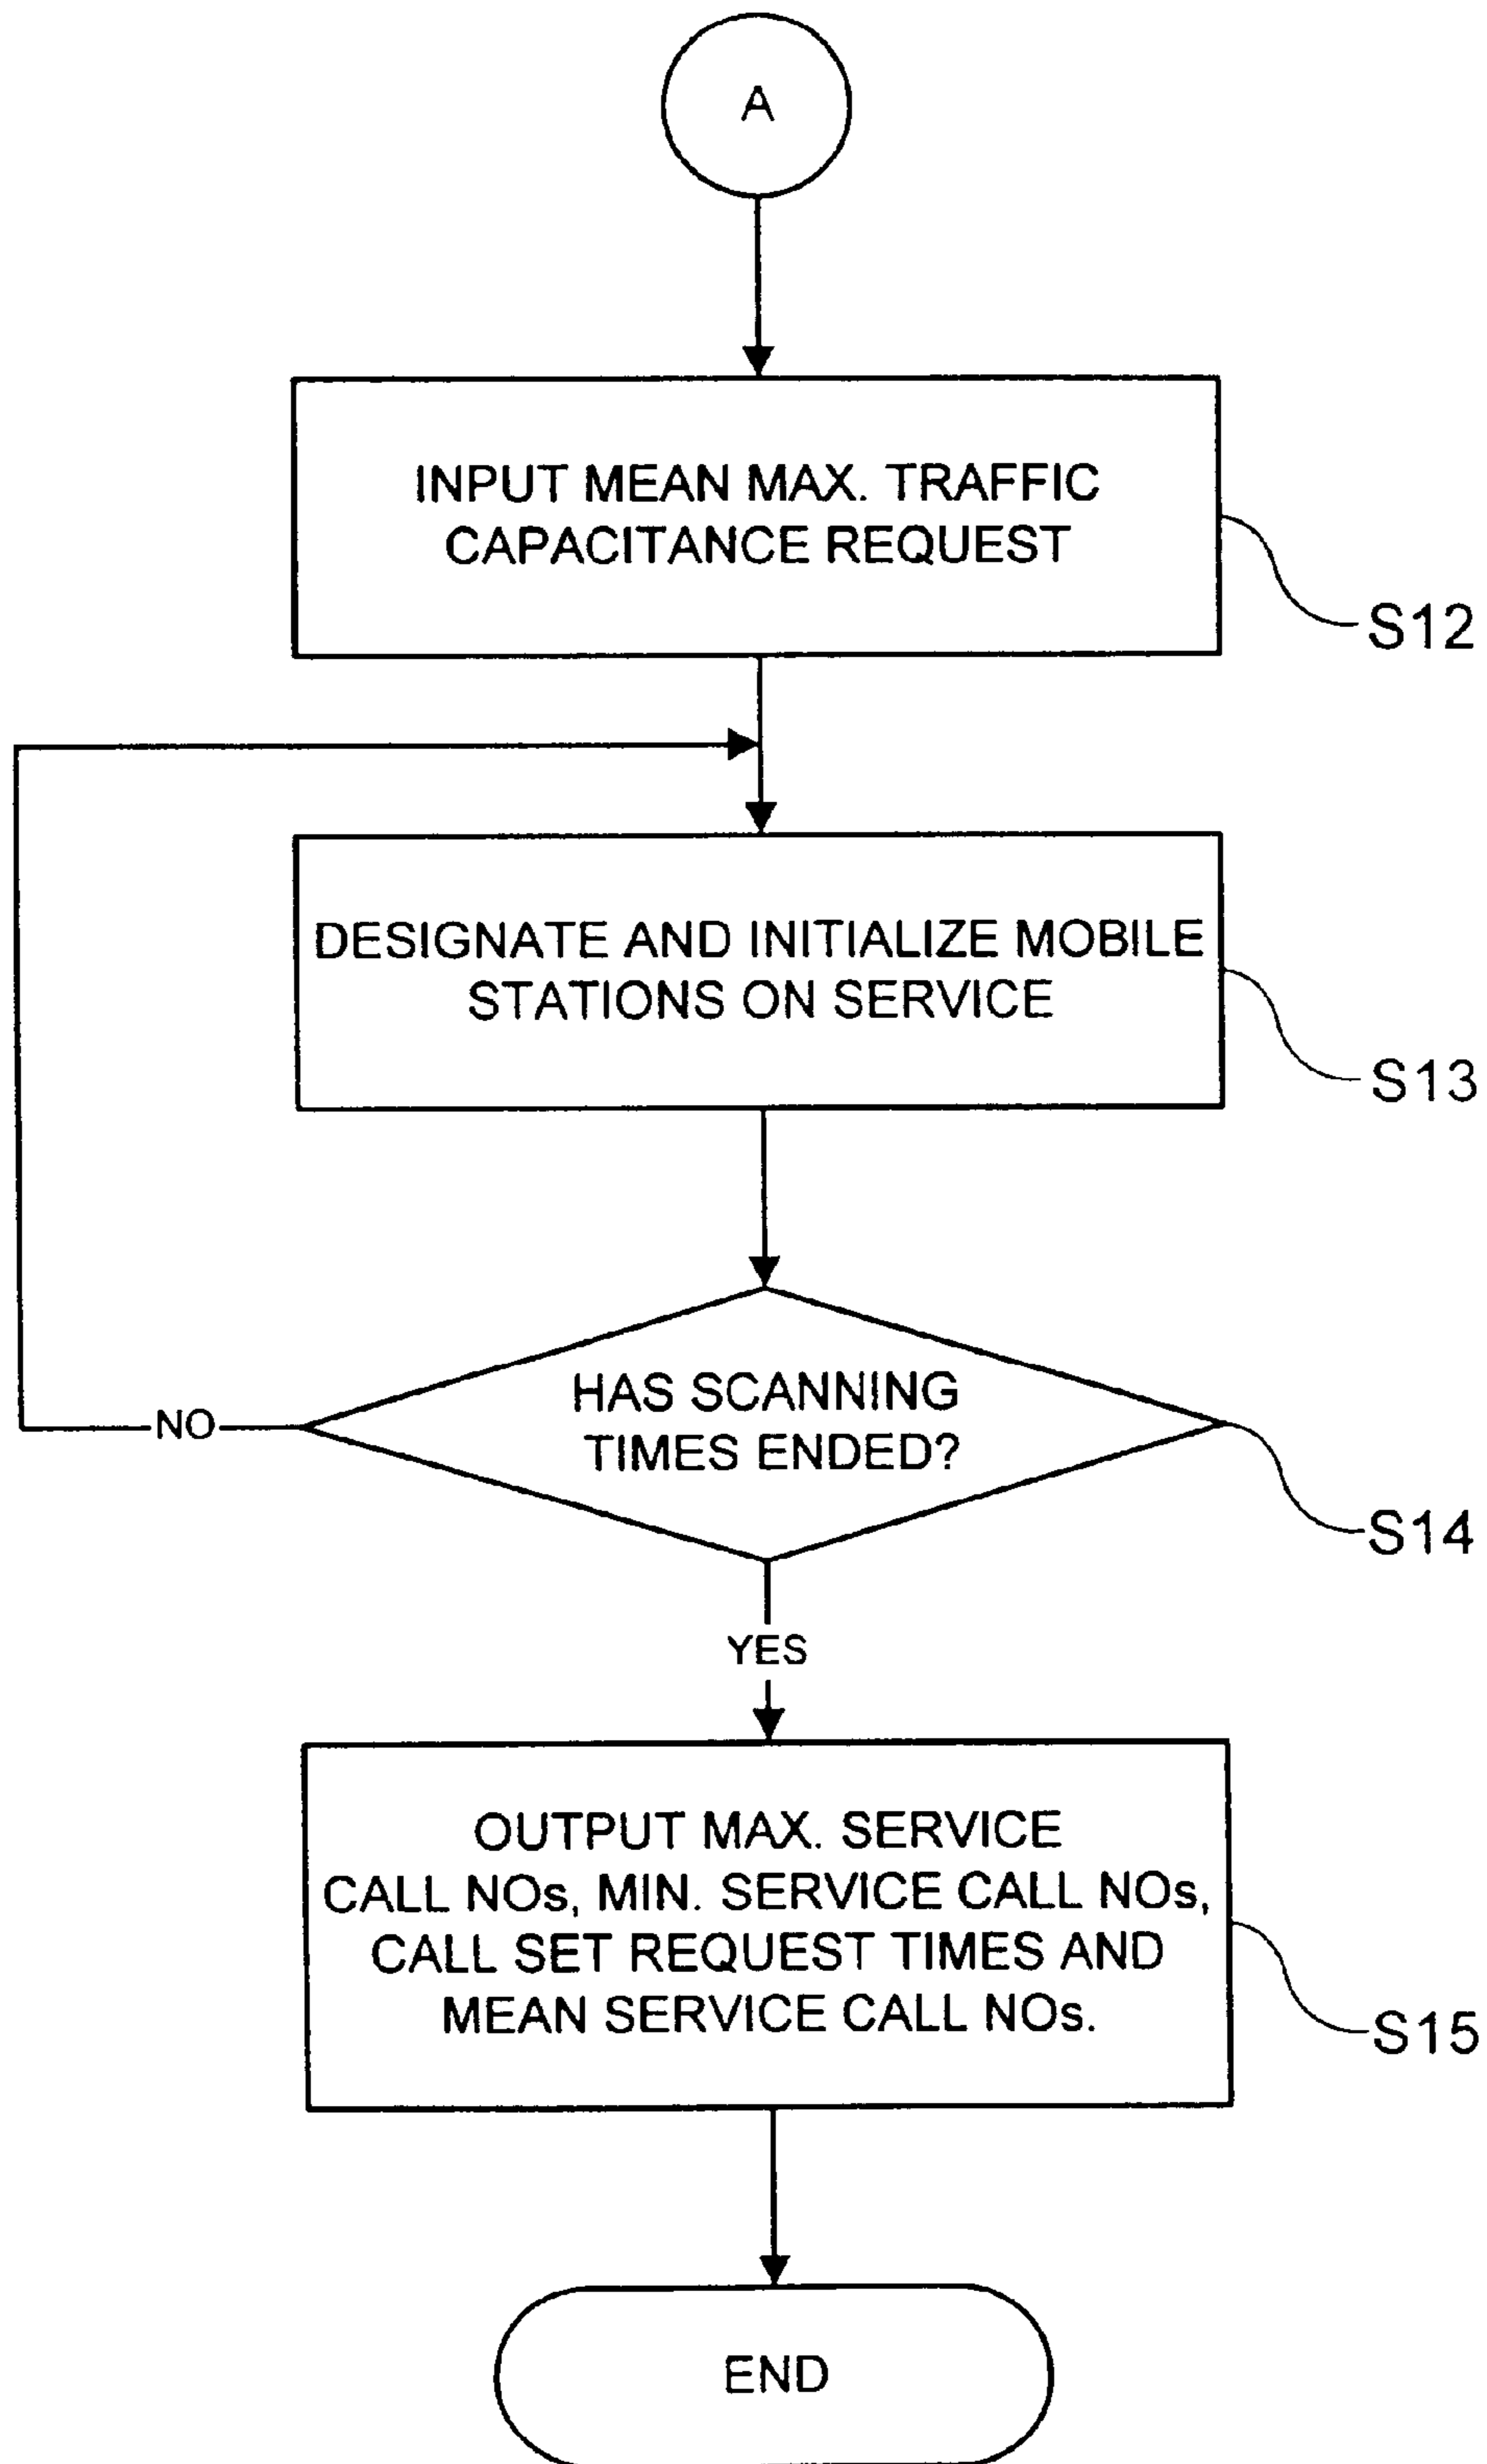 A
INPUT MEAN MAX. TRAFFIC
CAPACITANCE REQUEST
S12
DESIGNATE AND INITIALIZE MOBILE
STATIONS ON SERVICE
S13
HAS SCANNING
TIMES ENDED?
NO
S14
YES
OUTPUT MAX. SERVICE
CALL NOs, MIN. SERVICE CALL NOs,
CALL SET REQUEST TIMES AND
MEAN SERVICE CALL NOs.
S15
END